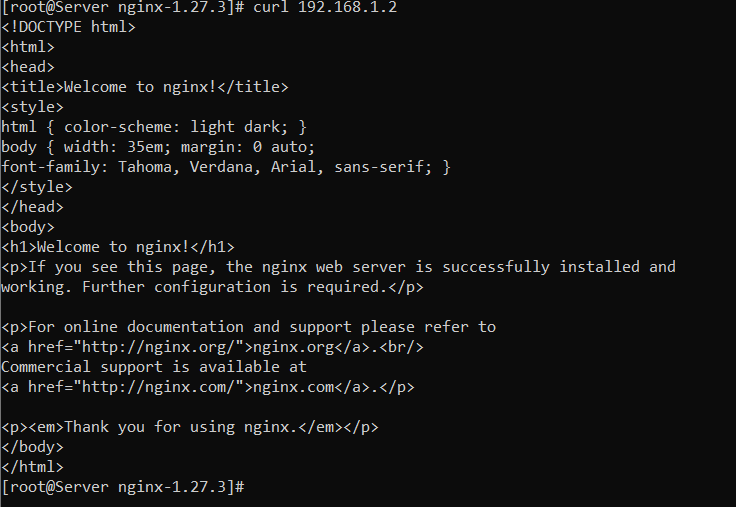 [root@Server nginx-1.27.3]# curl 192.168.1.2
<!DOCTYPE html>
<html>
<head>
<title>Welcome to nginx!</title>
<style>
html { color-scheme: light dark; }
body { width: 35em; margin: 0 auto;
font-family: Tahoma, Verdana, Arial, sans-serif; }
</style>
</head>
<body>
<h1>Welcome to nginx!</h1>
<p>If you see this page, the nginx web server is successfully installed and
working. Further configuration is required.</p>

<p>For online documentation and support please refer to
<a href="http://nginx.org/">nginx.org</a>.<br/>
Commercial support is available at
<a href="http://nginx.com/">nginx.com</a>.</p>

<p><em>Thank you for using nginx.</em></p>
</body>
</html>
[root@Server nginx-1.27.3]#